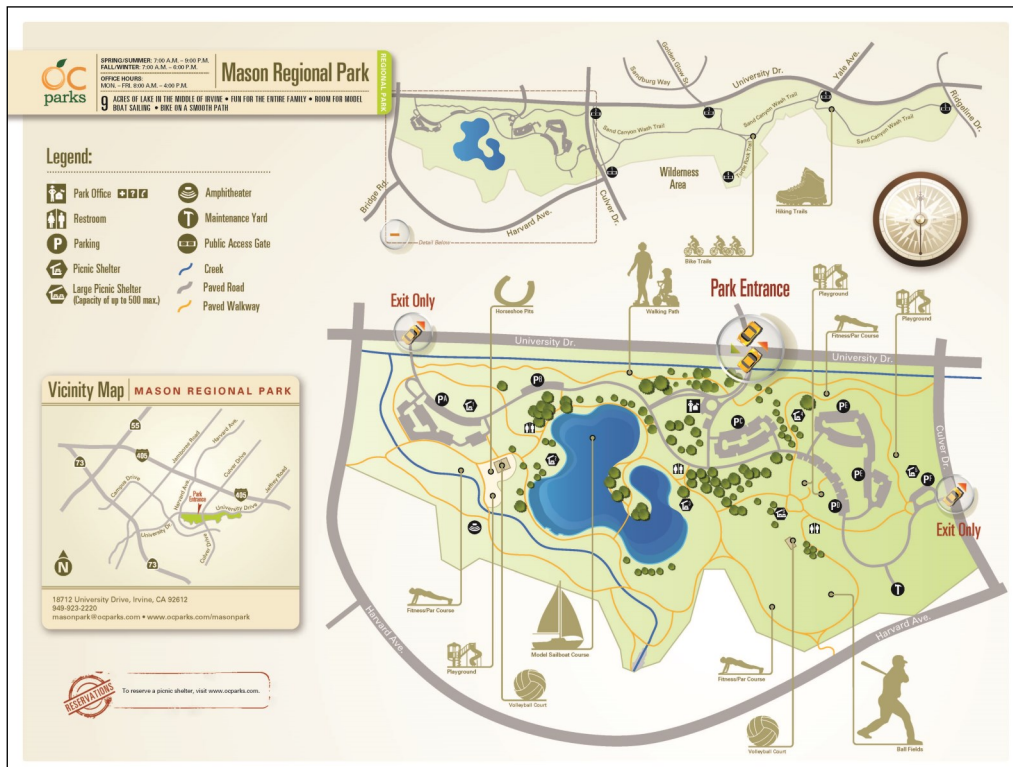 OC
parks
SPRING/SUMMER: 7:00 A.M. – 9:00 P.M.
FALL/WINTER: 7:00 A.M. – 6:00 P.M.
OFFICE HOURS:
MON. – FRI. 8:00 A.M. – 4:00 P.M.
Mason Regional Park
REGIONAL PARK
9 ACRES OF LAKE IN THE MIDDLE OF IRVINE • FUN FOR THE ENTIRE FAMILY • ROOM FOR MODEL
BOAT SAILING • BIKE ON A SMOOTH PATH
Legend:
Park Office
Restroom
P Parking
Picnic Shelter
Large Picnic Shelter
(Capacity of up to 500 max.)
Amphitheater
T Maintenance Yard
Public Access Gate
Creek
Paved Road
Paved Walkway
Golden Glow St.
Sandburg Way
University Dr.
Yale Ave.
Ridgeline Dr.
Sand Canyon Wash Trail
Sand Canyon Wash Trail
Sand Canyon Wash Trail
Turtle Rock Trail
Wilderness
Area
Bridge Rd.
Harvard Ave.
Culver Dr.
Detail Below
Hiking Trails
Bike Trails
Exit Only
Horseshoe Pits
Walking Path
Park Entrance
Playground
Fitness/Par Course
Playground
University Dr.
University Dr.
Culver Dr.
Exit Only
Harvard Ave.
Harvard Ave.
T
Fitness/Par Course
Playground
Volleyball Court
Model Sailboat Course
Fitness/Par Course
Volleyball Court
Ball Fields
Vicinity Map MASON REGIONAL PARK
55
405
73
Jamboree Road
Harvard Ave.
Culver Drive
Campus Drive
Harvard Ave
Park
Entrance
405
Jeffrey Road
University Drive
University Dr.
Culver Drive
73
N
18712 University Drive, Irvine, CA 92612
949-923-2220
masonpark@ocparks.com • www.ocparks.com/masonpark
RESERVATIONS
To reserve a picnic shelter, visit www.ocparks.com.